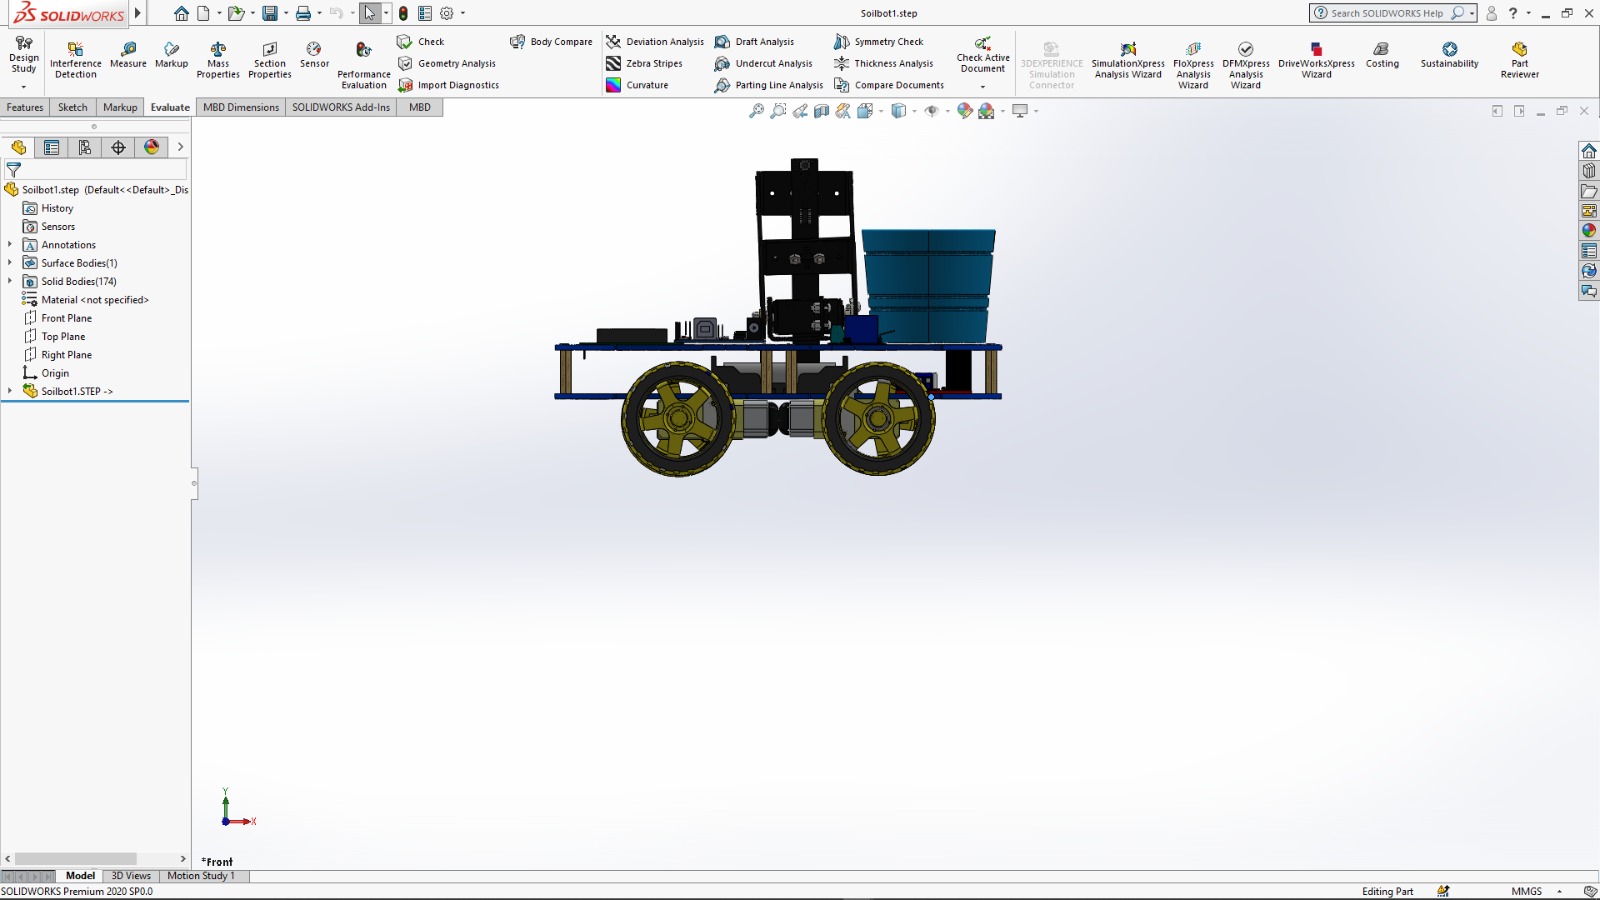 SOLIDWORKS
Soilbot1.step
Search SOLIDWORKS Help
Design Study
Interference Detection
Measure
Markup
Mass Properties
Section Properties
Sensor
Performance Evaluation
Check
Geometry Analysis
Import Diagnostics
Body Compare
Deviation Analysis
Zebra Stripes
Curvature
Draft Analysis
Undercut Analysis
Parting Line Analysis
Symmetry Check
Thickness Analysis
Compare Documents
Check Active Document
3DEXPERIENCE Simulation Connector
SimulationXpress Analysis Wizard
FloXpress Analysis Wizard
DFMXpress Analysis Wizard
DriveWorksXpress Wizard
Costing
Sustainability
Part Reviewer
Features
Sketch
Markup
Evaluate
MBD Dimensions
SOLIDWORKS Add-Ins
MBD
Soilbot1.step (Default<<Default>_Dis
History
Sensors
Annotations
Surface Bodies(1)
Solid Bodies(174)
Material <not specified>
Front Plane
Top Plane
Right Plane
Origin
Soilbot1.STEP ->
Y
X
*Front
Model
3D Views
Motion Study 1
SOLIDWORKS Premium 2020 SP0.0
Editing Part
MMGS